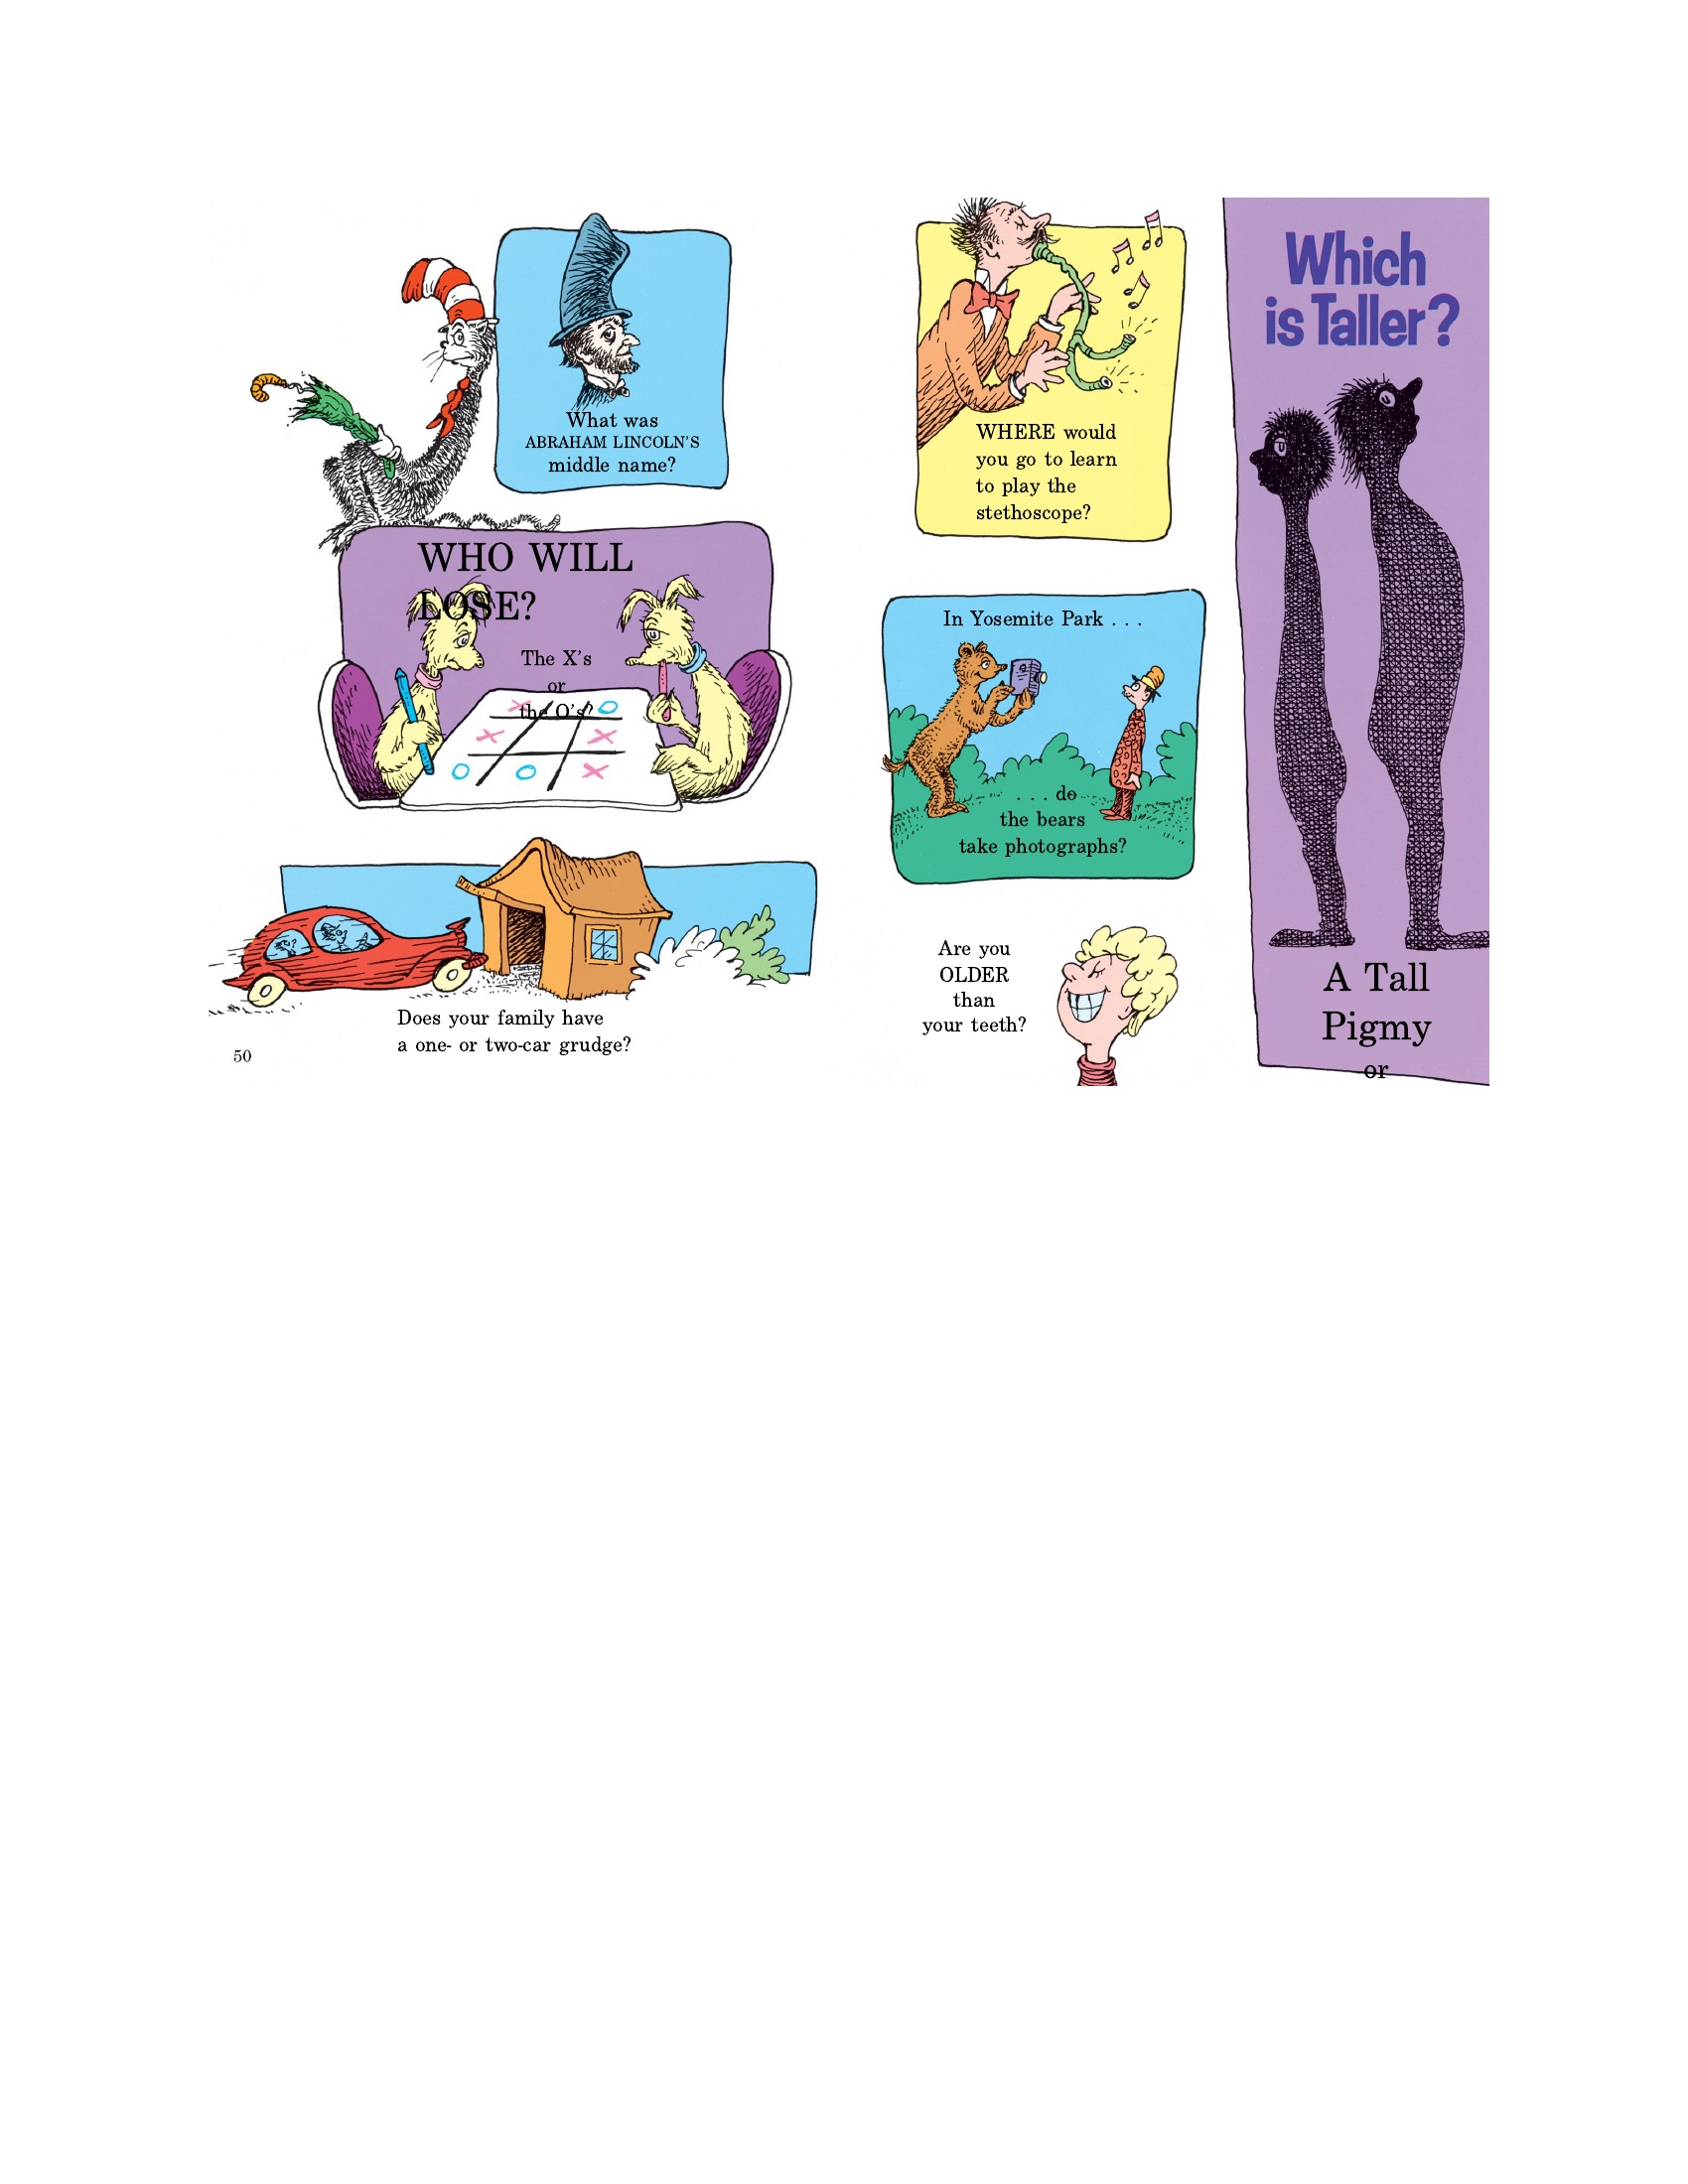 What was
ABRAHAM LINCOLN'S
middle name?
WHO WILL
LOSE?
The X's
or
the O's?
Does your family have
a one- or two-car grudge?
50
WHERE would
you go to learn
to play the
stethoscope?
In Yosemite Park . . .
. . . do
the bears
take photographs?
Are you
OLDER
than
your teeth?
Which
is Taller?
A Tall
Pigmy
or